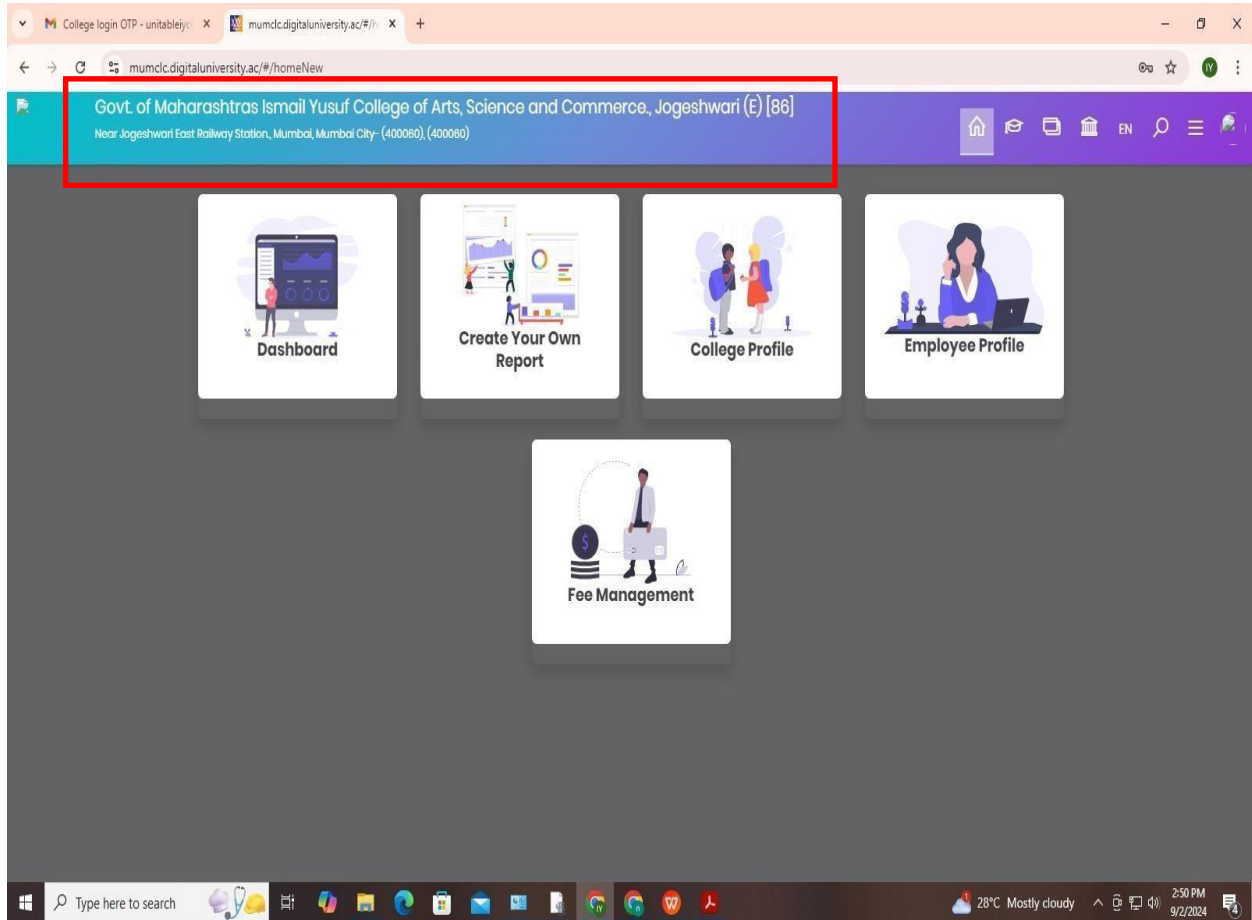 College login OTP - unitableiyc
mumclc.digitaluniversity.ac/#/h
mumclc.digitaluniversity.ac/#/homeNew
IY
Govt. of Maharashtras Ismail Yusuf College of Arts, Science and Commerce., Jogeshwari (E) [86]
Near Jogeshwari East Railway Station., Mumbai, Mumbai City- (400060), (400060)
EN
Dashboard
Create Your Own
Report
College Profile
Employee Profile
Fee Management
Type here to search
28°C Mostly cloudy
2:50 PM
9/2/2024
4